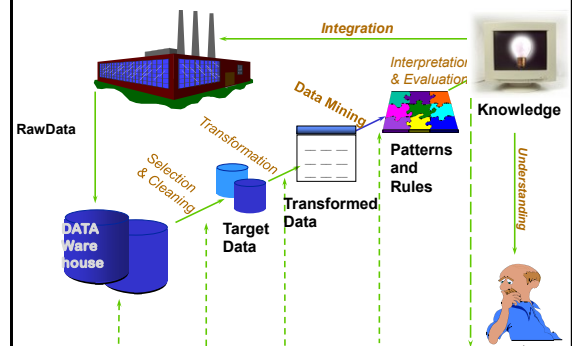 Integration
Interpretation
& Evaluation
Knowledge
RawData
Data Mining
Transformation
Selection
& Cleaning
Understanding
Patterns
and
Rules
Transformed
Data
Target
Data
DATA
Ware
house